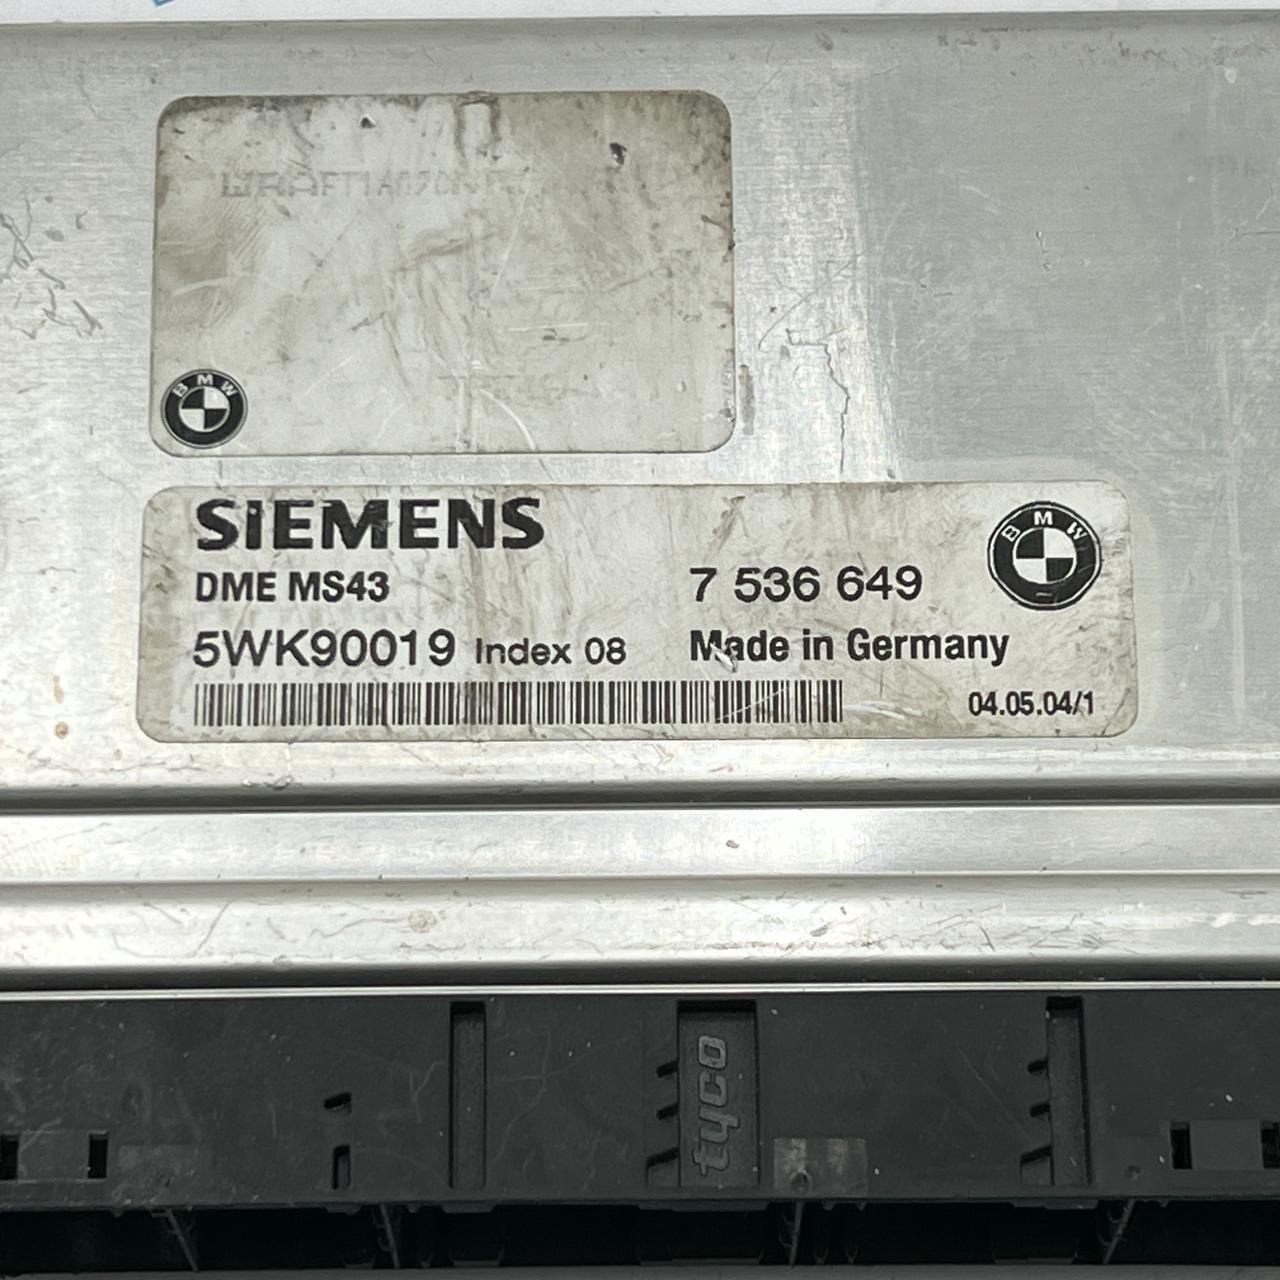 BMW
SIEMENS
DME MS43
7 536 649
BMW
5WK90019 Index 08
Made in Germany
04.05.04/1
tyco